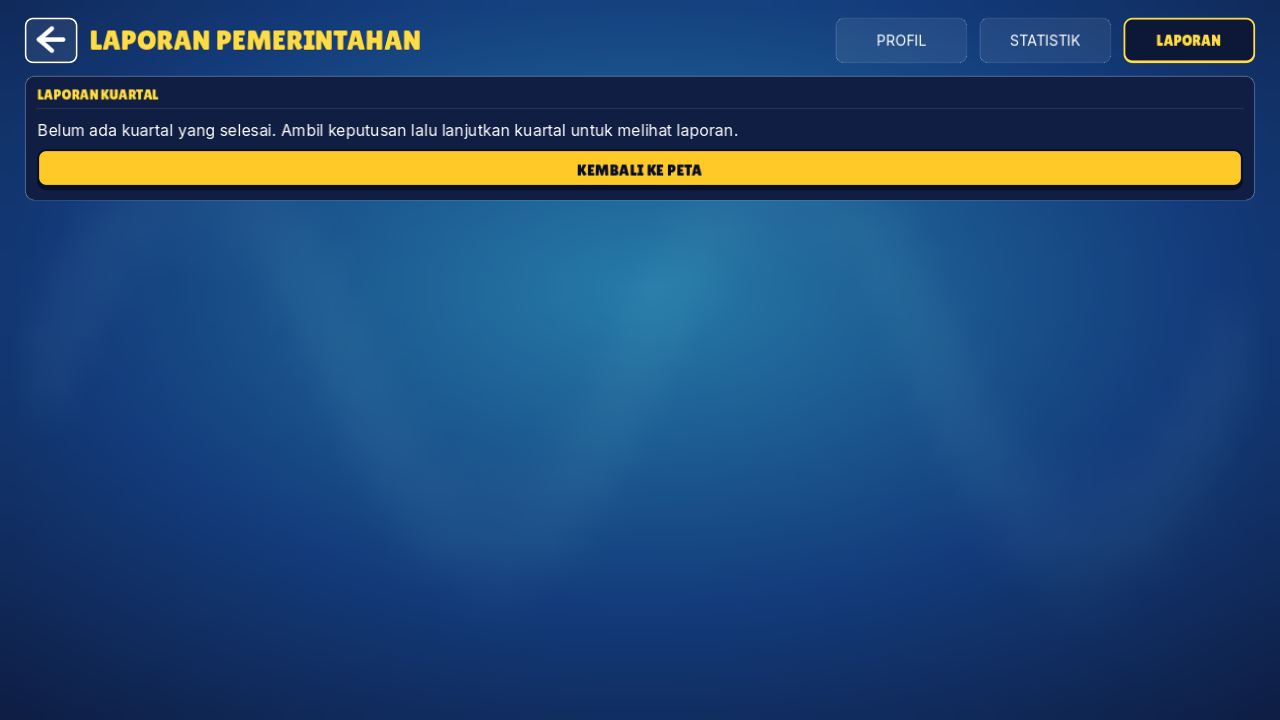 LAPORAN PEMERINTAHAN
PROFIL
STATISTIK
LAPORAN
LAPORAN KUARTAL
Belum ada kuartal yang selesai. Ambil keputusan lalu lanjutkan kuartal untuk melihat laporan.
KEMBALI KE PETA